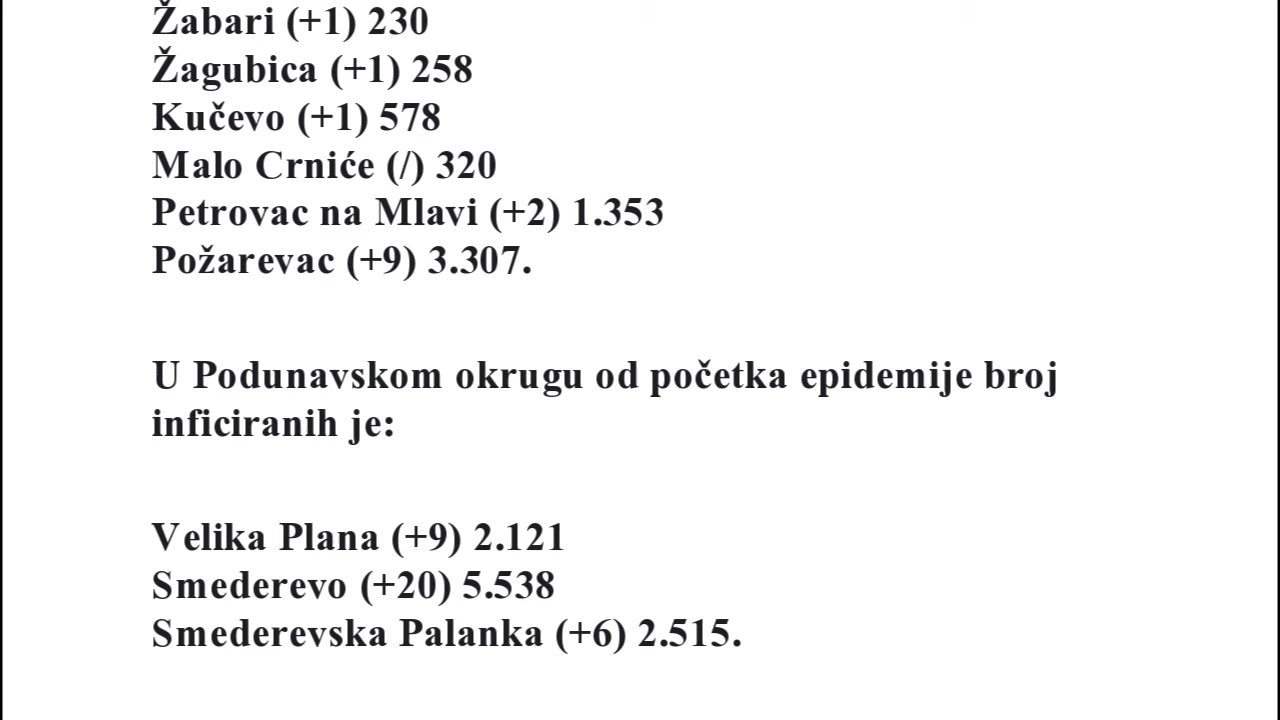 Žabari (+1) 230
Žagubica (+1) 258
Kučevo (+1) 578
Malo Crniće (/) 320
Petrovac na Mlavi (+2) 1.353
Požarevac (+9) 3.307.
U Podunavskom okrugu od početka epidemije broj
inficiranih je:
Velika Plana (+9) 2.121
Smederevo (+20) 5.538
Smederevska Palanka (+6) 2.515.